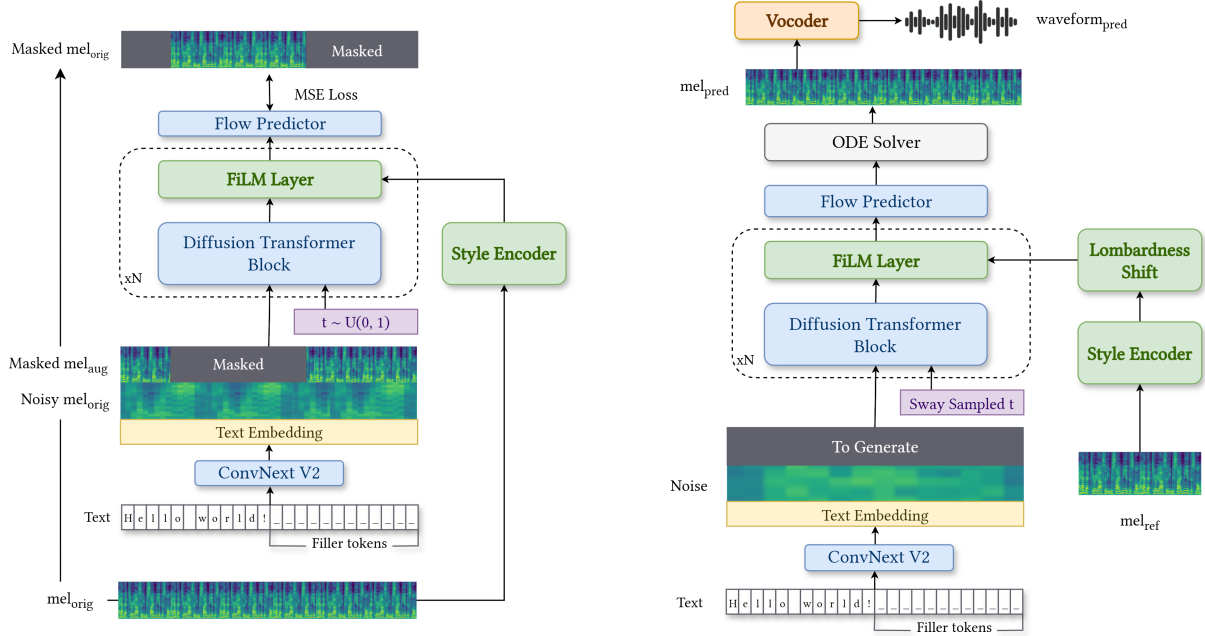 Masked mel_orig
Masked
MSE Loss
Flow Predictor
FiLM Layer
Diffusion Transformer
Block
xN
Style Encoder
t ~ U(0, 1)
Masked mel_aug
Masked
Noisy mel_orig
Text Embedding
ConvNext V2
Text
H e l l o   w o r l d ! _ _ _ _ _ _ _ _ _ _ _ _
Filler tokens
mel_orig
Vocoder
waveform_pred
mel_pred
ODE Solver
Flow Predictor
FiLM Layer
Lombardness
Shift
Diffusion Transformer
Block
xN
Style Encoder
Sway Sampled t
To Generate
Noise
Text Embedding
mel_ref
ConvNext V2
Text
H e l l o   w o r l d ! _ _ _ _ _ _ _ _ _ _ _ _
Filler tokens